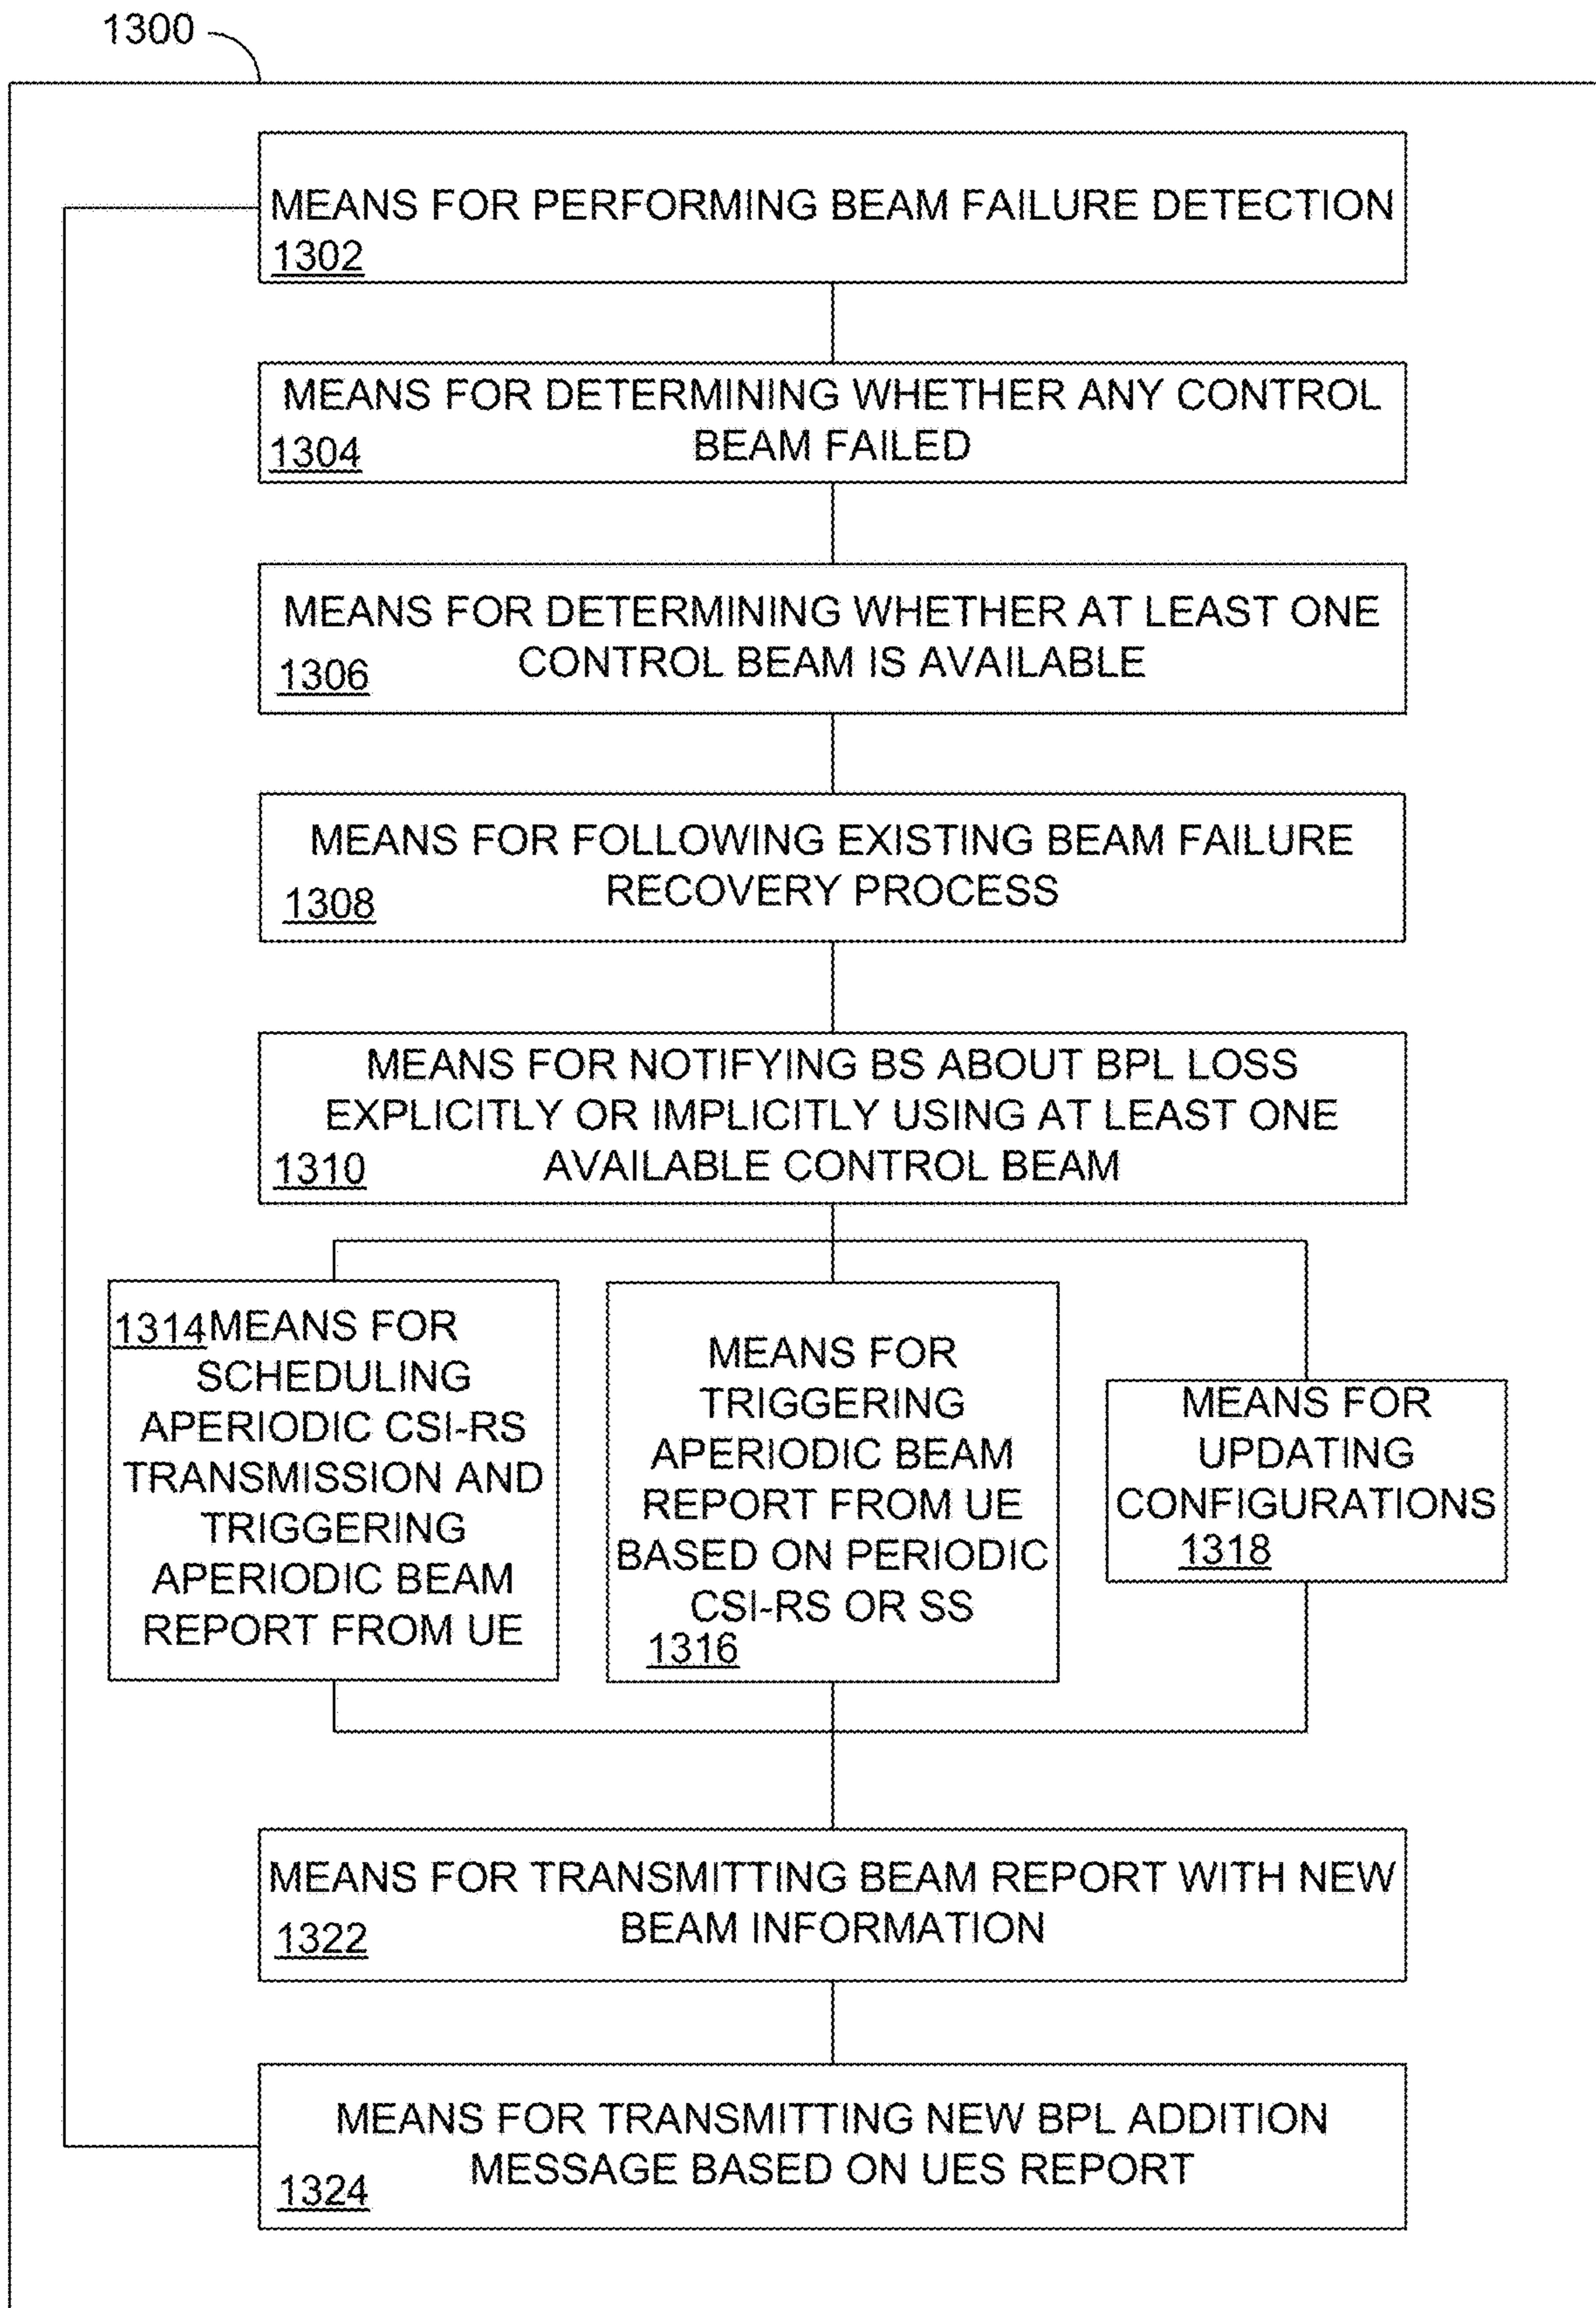 1300
MEANS FOR PERFORMING BEAM FAILURE DETECTION
1302
MEANS FOR DETERMINING WHETHER ANY CONTROL
BEAM FAILED
1304
MEANS FOR DETERMINING WHETHER AT LEAST ONE
CONTROL BEAM IS AVAILABLE
1306
MEANS FOR FOLLOWING EXISTING BEAM FAILURE
RECOVERY PROCESS
1308
MEANS FOR NOTIFYING BS ABOUT BPL LOSS
EXPLICITLY OR IMPLICITLY USING AT LEAST ONE
AVAILABLE CONTROL BEAM
1310
1314 MEANS FOR
SCHEDULING
APERIODIC CSI-RS
TRANSMISSION AND
TRIGGERING
APERIODIC BEAM
REPORT FROM UE
MEANS FOR
TRIGGERING
APERIODIC BEAM
REPORT FROM UE
BASED ON PERIODIC
CSI-RS OR SS
1316
MEANS FOR
UPDATING
CONFIGURATIONS
1318
MEANS FOR TRANSMITTING BEAM REPORT WITH NEW
BEAM INFORMATION
1322
MEANS FOR TRANSMITTING NEW BPL ADDITION
MESSAGE BASED ON UES REPORT
1324